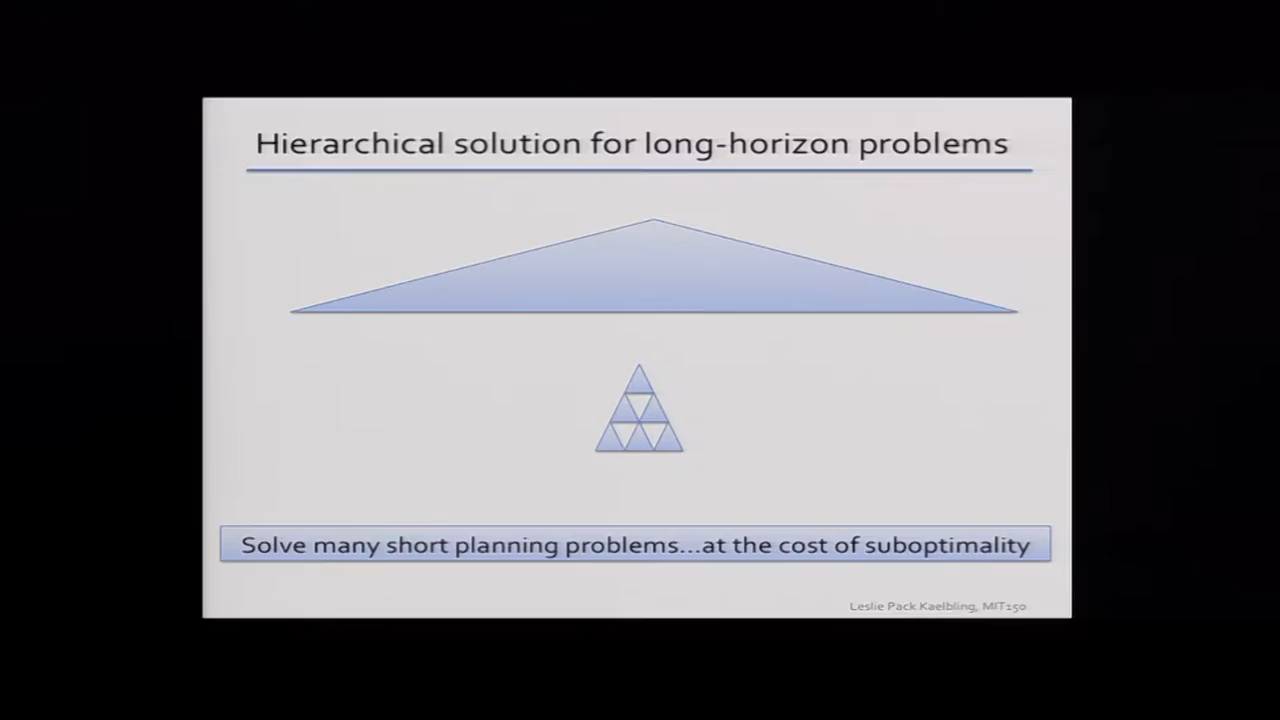 Hierarchical solution for long-horizon problems
Solve many short planning problems...at the cost of suboptimality
Leslie Pack Kaelbling, MIT150